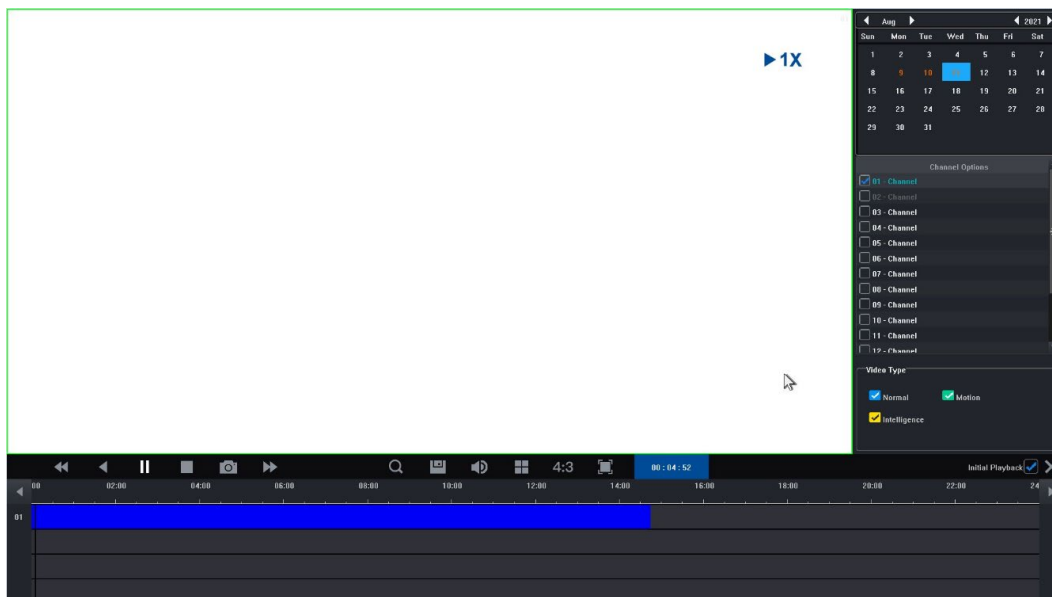 1X
Aug 2021
Sun Mon Tue Wed Thu Fri Sat
1 2 3 4 5 6 7
8 9 10 11 12 13 14
15 16 17 18 19 20 21
22 23 24 25 26 27 28
29 30 31
Channel Options
01 - Channel
02 - Channel
03 - Channel
04 - Channel
05 - Channel
06 - Channel
07 - Channel
08 - Channel
09 - Channel
10 - Channel
11 - Channel
12 - Channel
Video Type
Normal Motion
Intelligence
4:3 00:04:52 Initial Playback
00 02:00 04:00 06:00 08:00 10:00 12:00 14:00 16:00 18:00 20:00 22:00 24
01